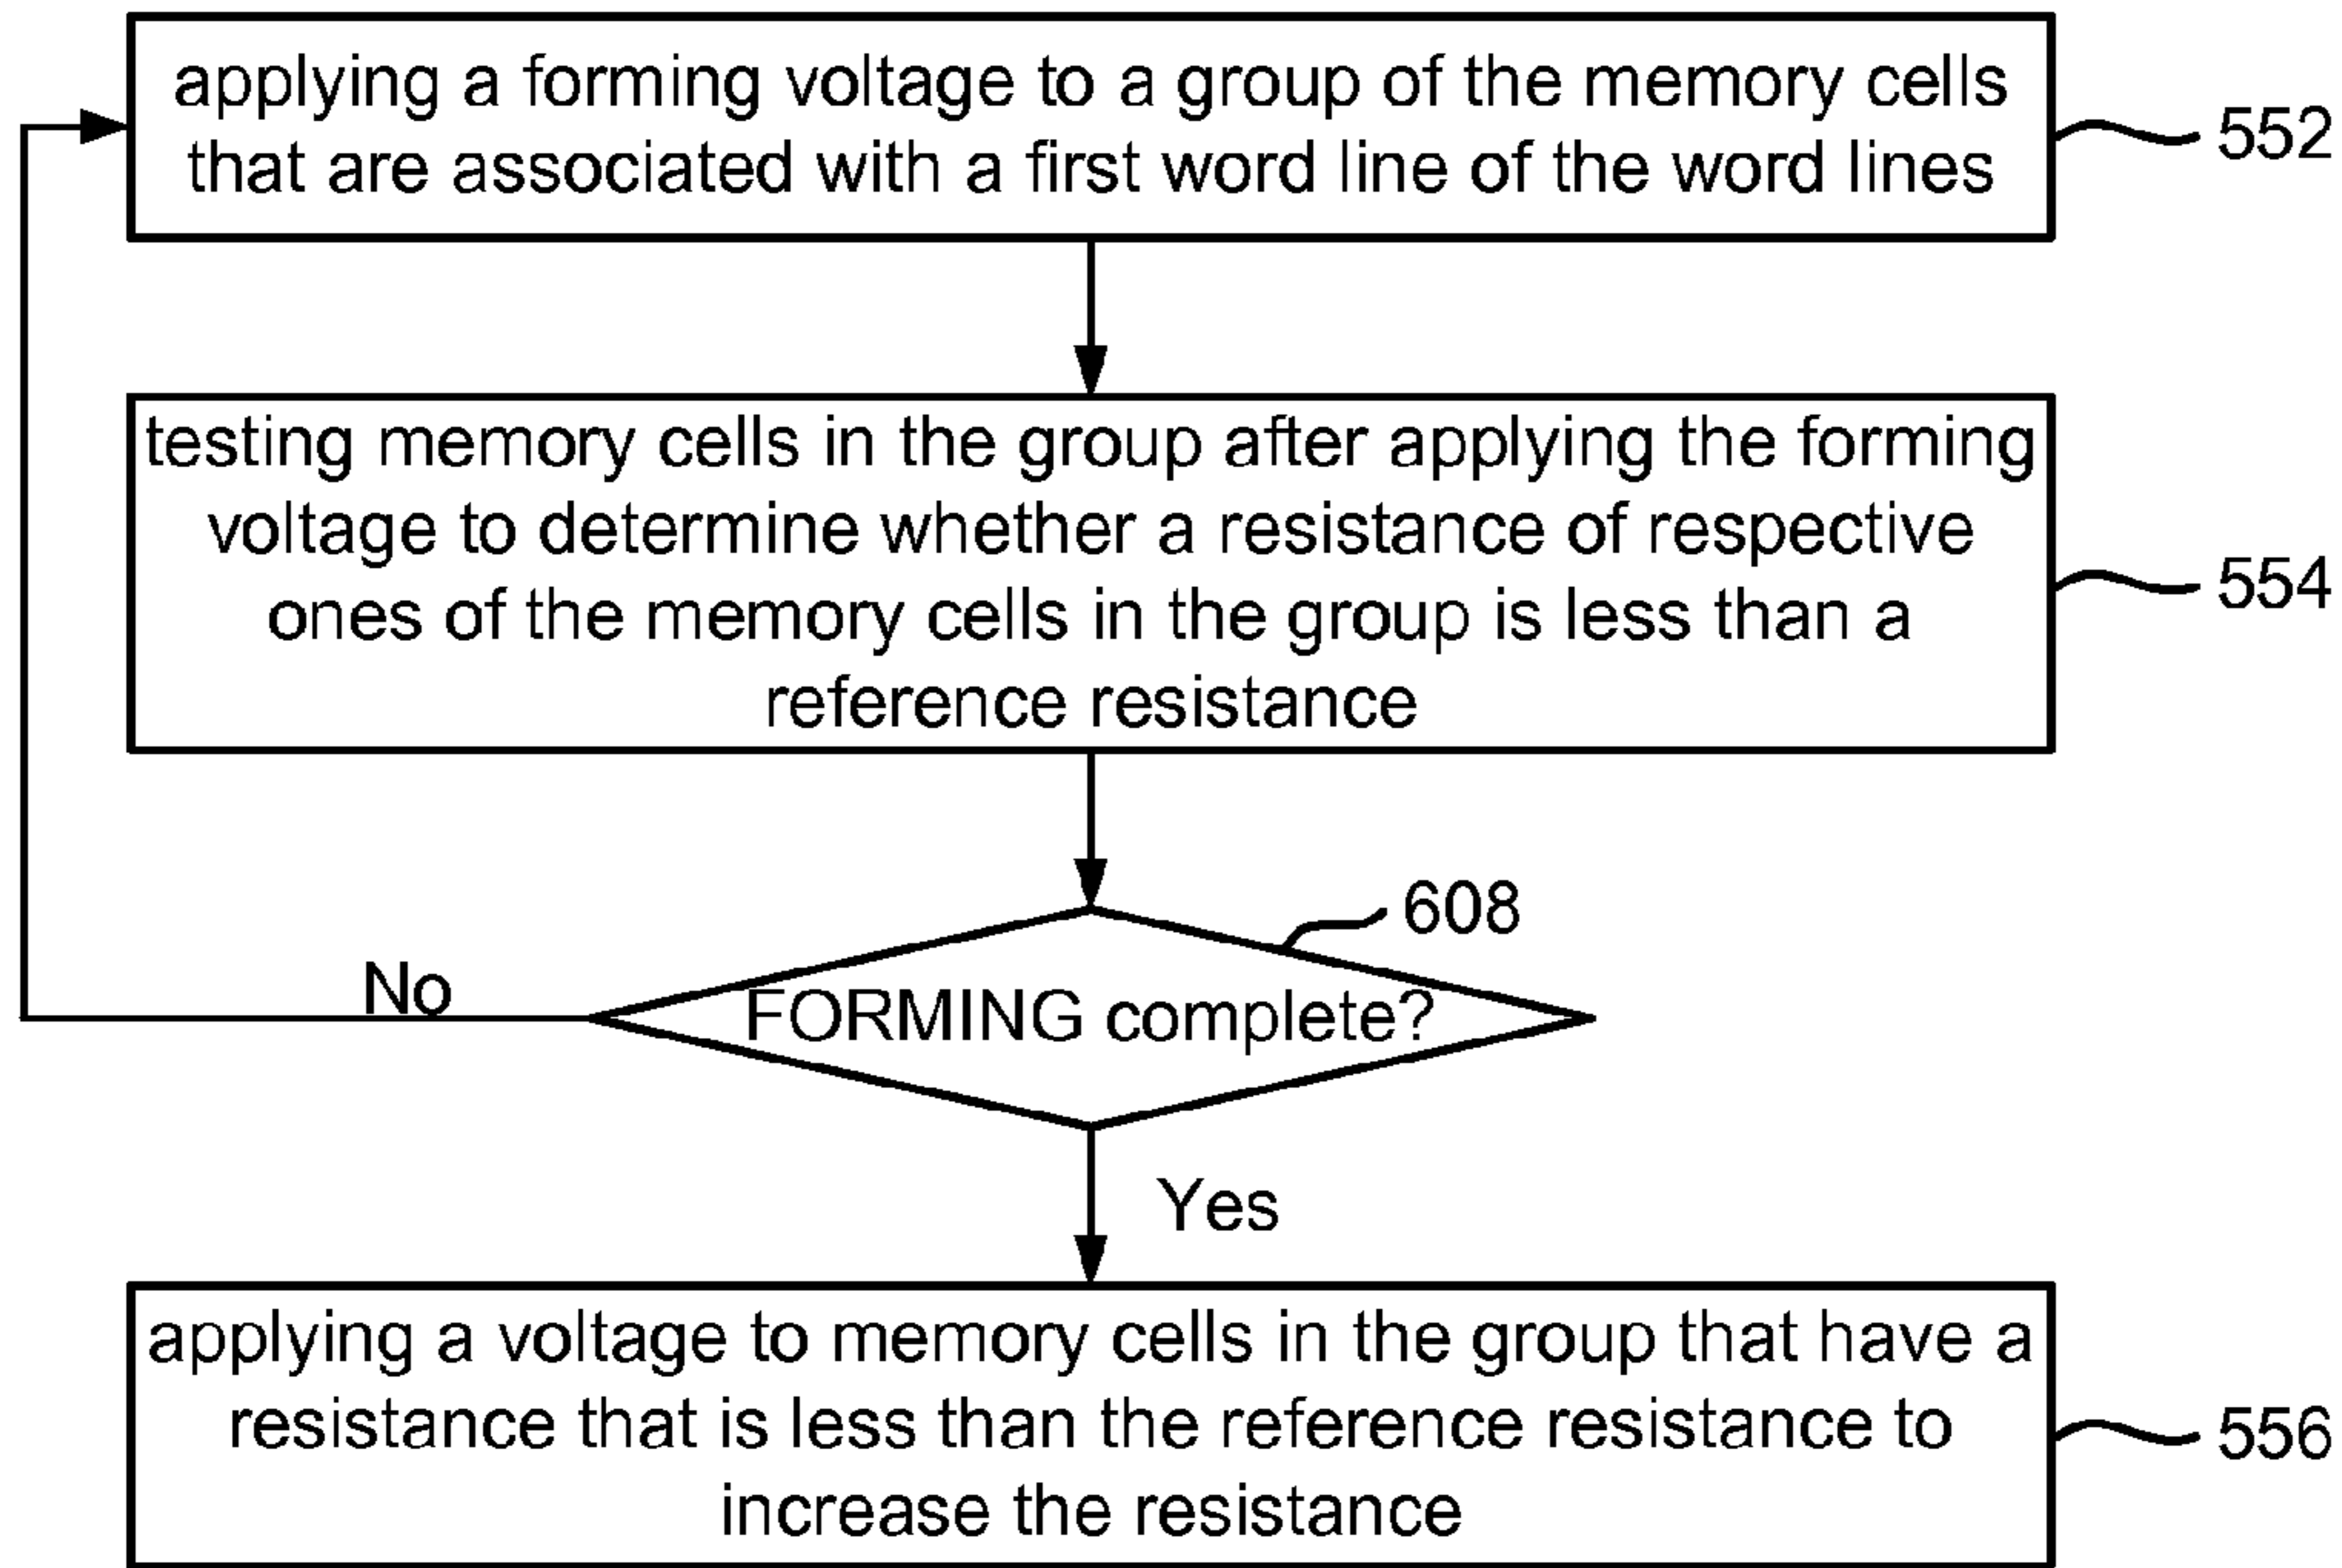 applying a forming voltage to a group of the memory cells
that are associated with a first word line of the word lines
552
testing memory cells in the group after applying the forming
voltage to determine whether a resistance of respective
ones of the memory cells in the group is less than a
reference resistance
554
608
No
FORMING complete?
Yes
applying a voltage to memory cells in the group that have a
resistance that is less than the reference resistance to
increase the resistance
556